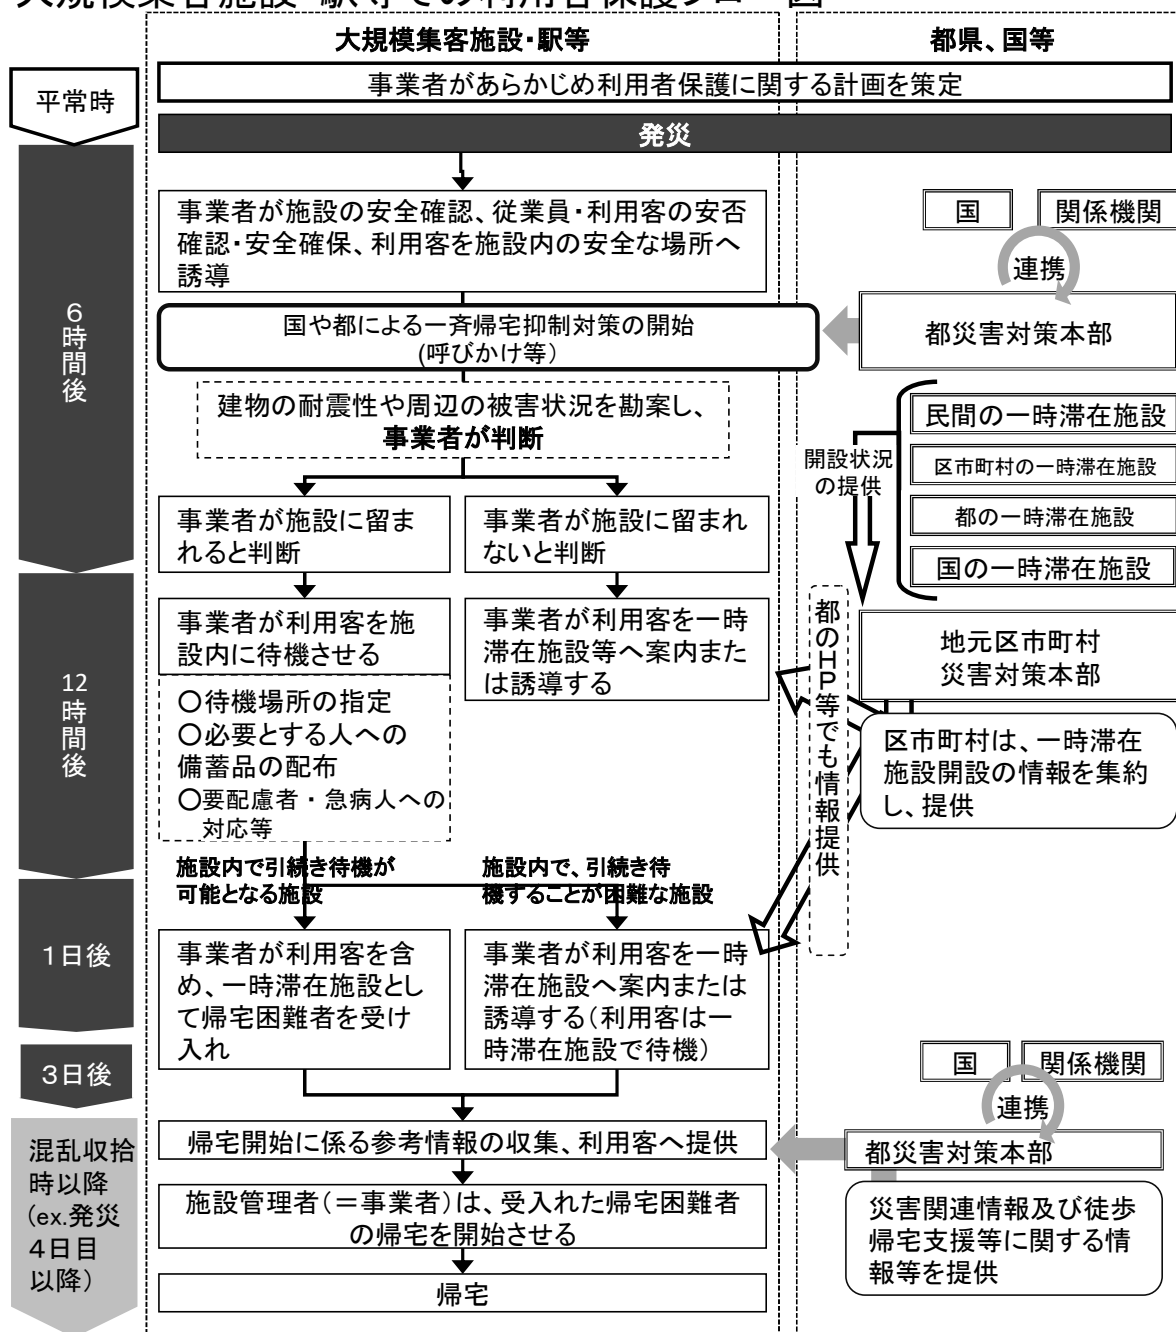 大規模集客施設・駅等での利用者保護フロー図
大規模集客施設・駅等
都県、国等
平常時
事業者があらかじめ利用者保護に関する計画を策定
発災
6時間後
事業者が施設の安全確認、従業員・利用客の安否
確認・安全確保、利用客を施設内の安全な場所へ
誘導
国
関係機関
連携
都災害対策本部
国や都による一斉帰宅抑制対策の開始
(呼びかけ等)
建物の耐震性や周辺の被害状況を勘案し、
事業者が判断
民間の一時滞在施設
区市町村の一時滞在施設
都の一時滞在施設
国の一時滞在施設
開設状況
の提供
事業者が施設に留ま
れると判断
事業者が施設に留まれ
ないと判断
12時間後
事業者が利用客を施
設内に待機させる
事業者が利用客を一時
滞在施設等へ案内また
は誘導する
○待機場所の指定
○必要とする人への
備蓄品の配布
○要配慮者・急病人への
対応等
都のHP等でも情報提供
地元区市町村
災害対策本部
区市町村は、一時滞在
施設開設の情報を集約
し、提供
施設内で引続き待機が
可能となる施設
施設内で、引続き待
機することが困難な施設
1日後
事業者が利用客を含
め、一時滞在施設とし
て帰宅困難者を受け
入れ
事業者が利用客を一時
滞在施設へ案内または
誘導する(利用客は一
時滞在施設で待機)
3日後
国
関係機関
連携
都災害対策本部
災害関連情報及び徒歩
帰宅支援等に関する情
報等を提供
混乱収拾
時以降
(ex.発災
4日目
以降)
帰宅開始に係る参考情報の収集、利用客へ提供
施設管理者(=事業者)は、受入れた帰宅困難者
の帰宅を開始させる
帰宅